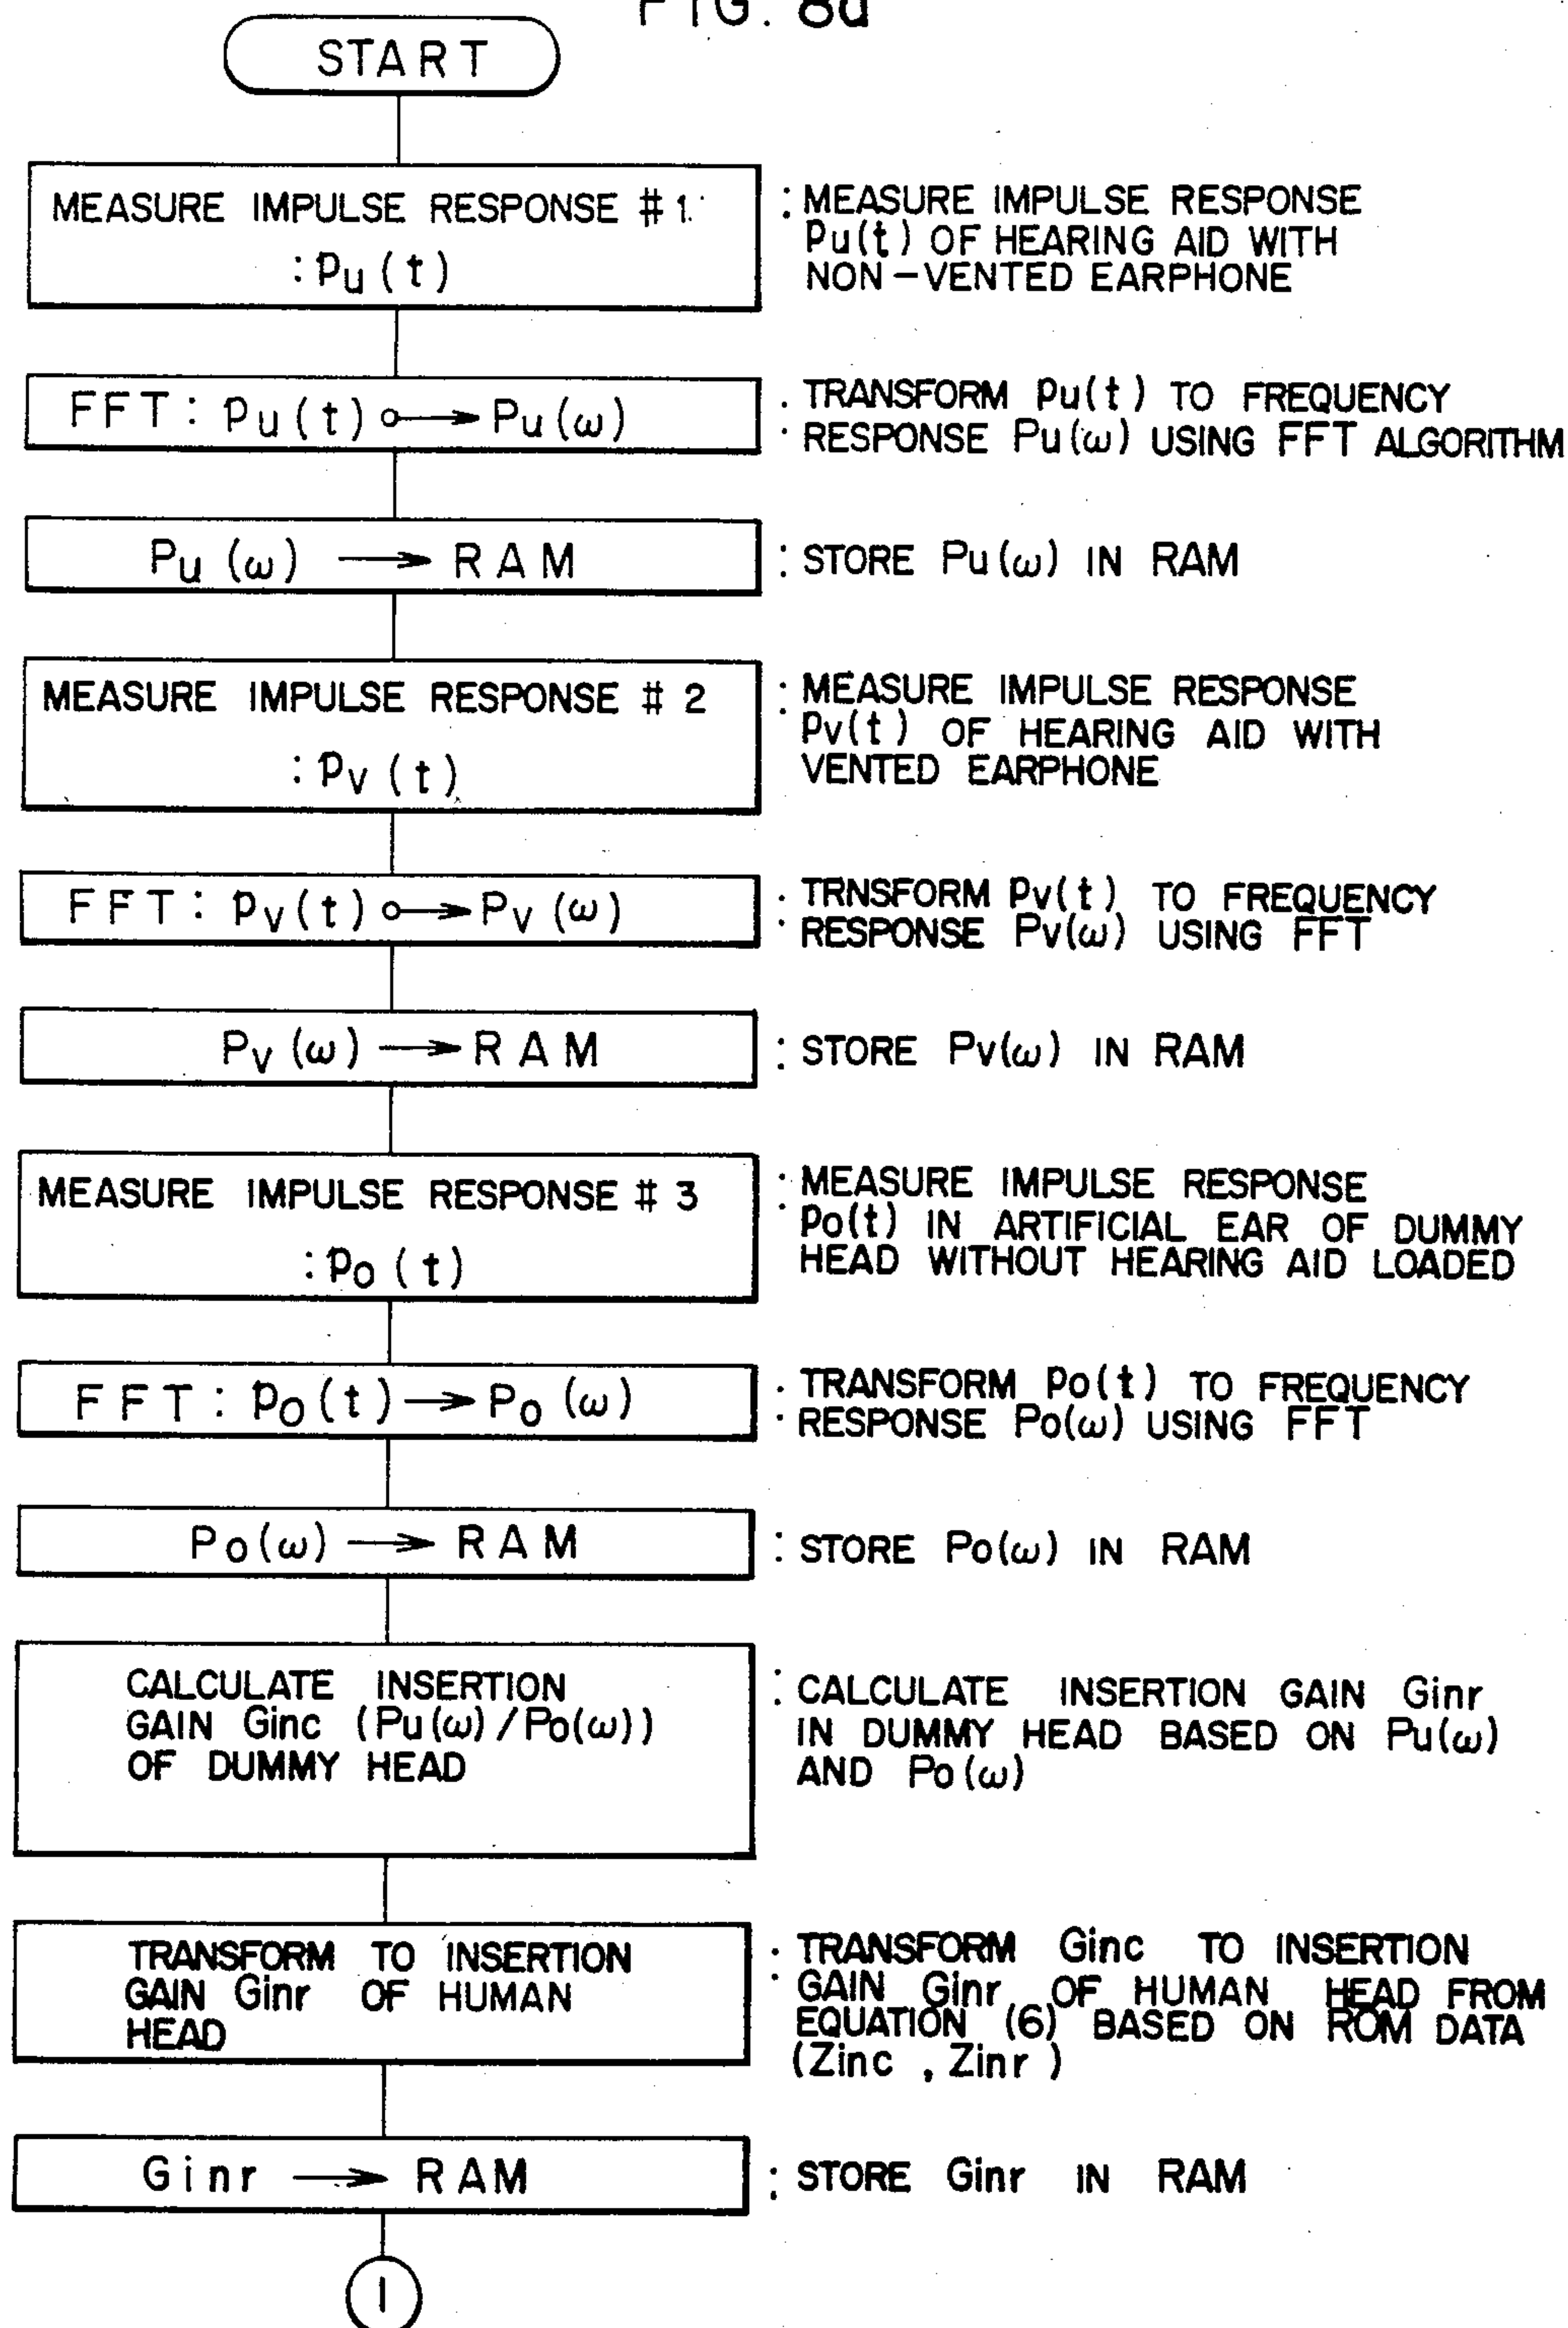 FIG. 8a
START
MEASURE IMPULSE RESPONSE #1
:pu(t)
: MEASURE IMPULSE RESPONSE
Pu(t) OF HEARING AID WITH
NON-VENTED EARPHONE
FFT: pu(t) o→ Pu(ω)
: TRANSFORM pu(t) TO FREQUENCY
RESPONSE Pu(ω) USING FFT ALGORITHM
Pu(ω) → RAM
: STORE Pu(ω) IN RAM
MEASURE IMPULSE RESPONSE # 2
:pv(t)
: MEASURE IMPULSE RESPONSE
Pv(t) OF HEARING AID WITH
VENTED EARPHONE
FFT: pv(t) o→ Pv(ω)
: TRNSFORM pv(t) TO FREQUENCY
RESPONSE Pv(ω) USING FFT
Pv(ω) → RAM
: STORE Pv(ω) IN RAM
MEASURE IMPULSE RESPONSE # 3
:po(t)
: MEASURE IMPULSE RESPONSE
Po(t) IN ARTIFICIAL EAR OF DUMMY
HEAD WITHOUT HEARING AID LOADED
FFT: po(t) → Po(ω)
: TRANSFORM po(t) TO FREQUENCY
RESPONSE Po(ω) USING FFT
Po(ω) → RAM
: STORE Po(ω) IN RAM
CALCULATE INSERTION
GAIN Ginc (Pu(ω)/Po(ω))
OF DUMMY HEAD
: CALCULATE INSERTION GAIN Ginr
IN DUMMY HEAD BASED ON Pu(ω)
AND Po(ω)
TRANSFORM TO INSERTION
GAIN Ginr OF HUMAN
HEAD
: TRANSFORM Ginc TO INSERTION
GAIN Ginr OF HUMAN HEAD FROM
EQUATION (6) BASED ON ROM DATA
(Zinc , Zinr )
Ginr → RAM
: STORE Ginr IN RAM
1